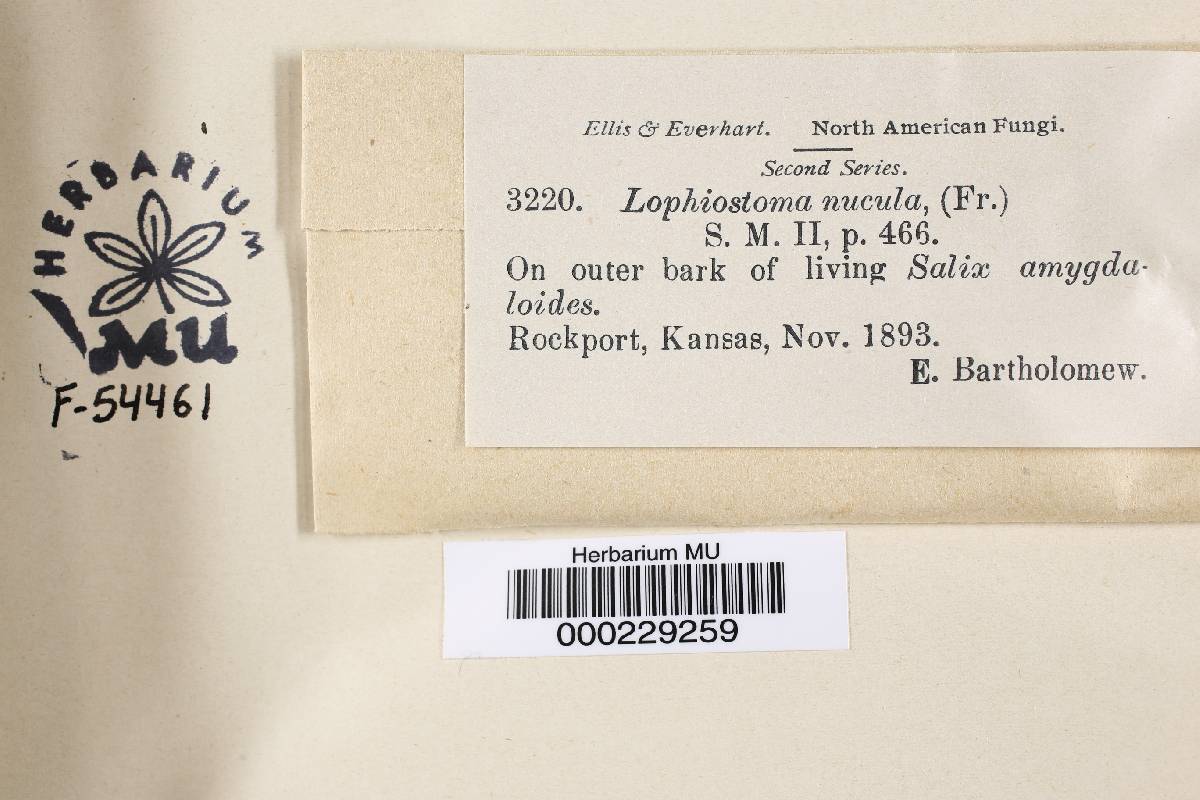 HERBARIUM
MU
F-54461
Ellis & Everhart. North American Fungi.
Second Series.
3220. Lophiostoma nucula, (Fr.)
S. M. II, p. 466.
On outer bark of living Salix amygda-
loides.
Rockport, Kansas, Nov. 1893.
E. Bartholomew.
Herbarium MU
000229259